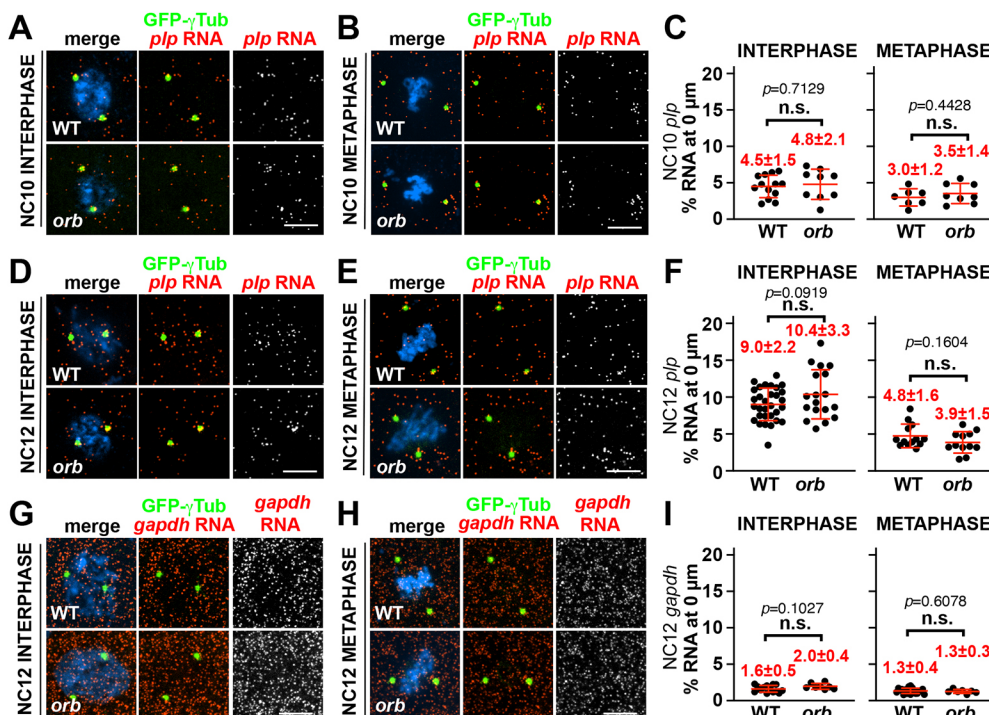 A
GFP-γTub
merge plp RNA plp RNA
NC10 INTERPHASE
WT
orb
B
GFP-γTub
merge plp RNA plp RNA
NC10 METAPHASE
WT
orb
C
INTERPHASE METAPHASE
NC10 plp
% RNA at 0 µm
20
15
10
5
0
p=0.7129
n.s.
4.5±1.5
4.8±2.1
WT orb
p=0.4428
n.s.
3.0±1.2
3.5±1.4
WT orb
D
GFP-γTub
merge plp RNA plp RNA
NC12 INTERPHASE
WT
orb
E
GFP-γTub
merge plp RNA plp RNA
NC12 METAPHASE
WT
orb
F
INTERPHASE METAPHASE
NC12 plp
% RNA at 0 µm
20
15
10
5
0
p=0.0919
n.s.
9.0±2.2
10.4±3.3
WT orb
p=0.1604
n.s.
4.8±1.6
3.9±1.5
WT orb
G
GFP-γTub gapdh
merge gapdh RNA RNA
NC12 INTERPHASE
WT
orb
H
GFP-γTub gapdh
merge gapdh RNA RNA
NC12 METAPHASE
WT
orb
I
INTERPHASE METAPHASE
NC12 gapdh
% RNA at 0 µm
20
15
10
5
0
p=0.1027
n.s.
1.6±0.5
2.0±0.4
WT orb
p=0.6078
n.s.
1.3±0.4
1.3±0.3
WT orb